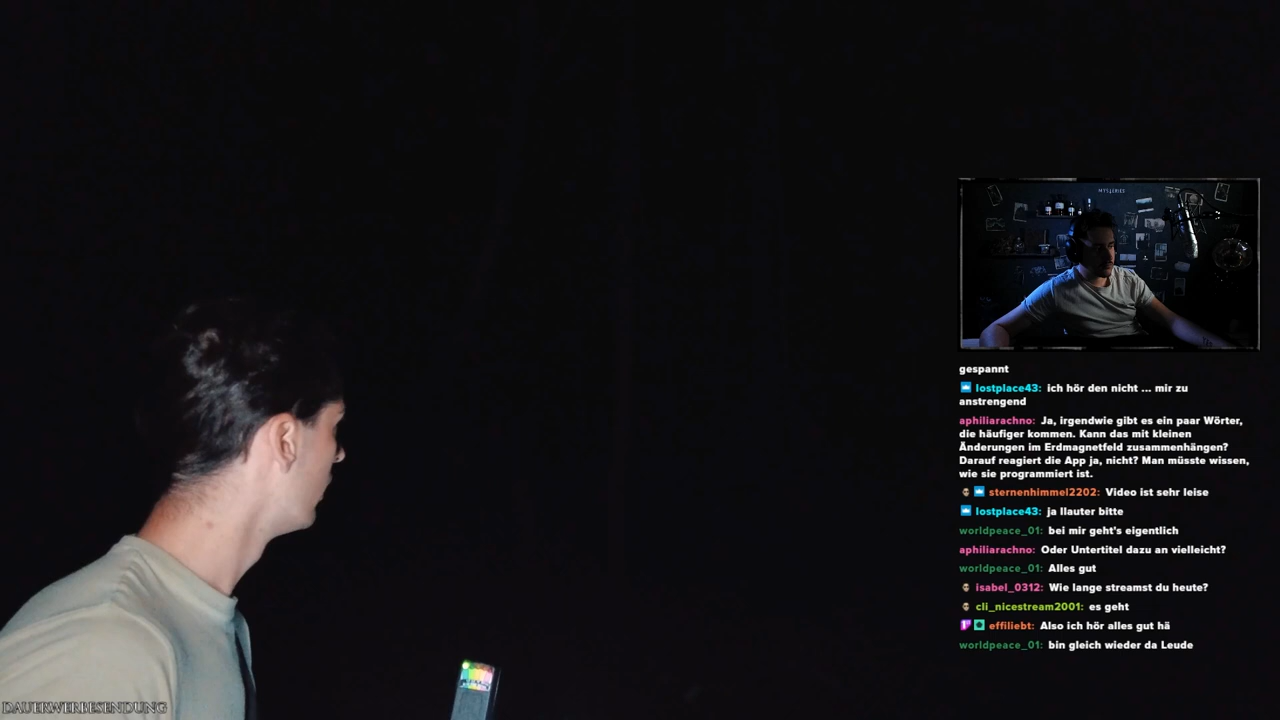 MYSTERIES
gespannt
lostplace43: ich hör den nicht ... mir zu
anstrengend
aphiliarachno: Ja, irgendwie gibt es ein paar Wörter,
die häufiger kommen. Kann das mit kleinen
Änderungen im Erdmagnetfeld zusammenhängen?
Darauf reagiert die App ja, nicht? Man müsste wissen,
wie sie programmiert ist.
sternenhimmel2202: Video ist sehr leise
lostplace43: ja llauter bitte
worldpeace_01: bei mir geht's eigentlich
aphiliarachno: Oder Untertitel dazu an vielleicht?
worldpeace_01: Alles gut
isabel_0312: Wie lange streamst du heute?
cli_nicestream2001: es geht
effiliebt: Also ich hör alles gut hä
worldpeace_01: bin gleich wieder da Leude
DAUERWERBESENDUNG